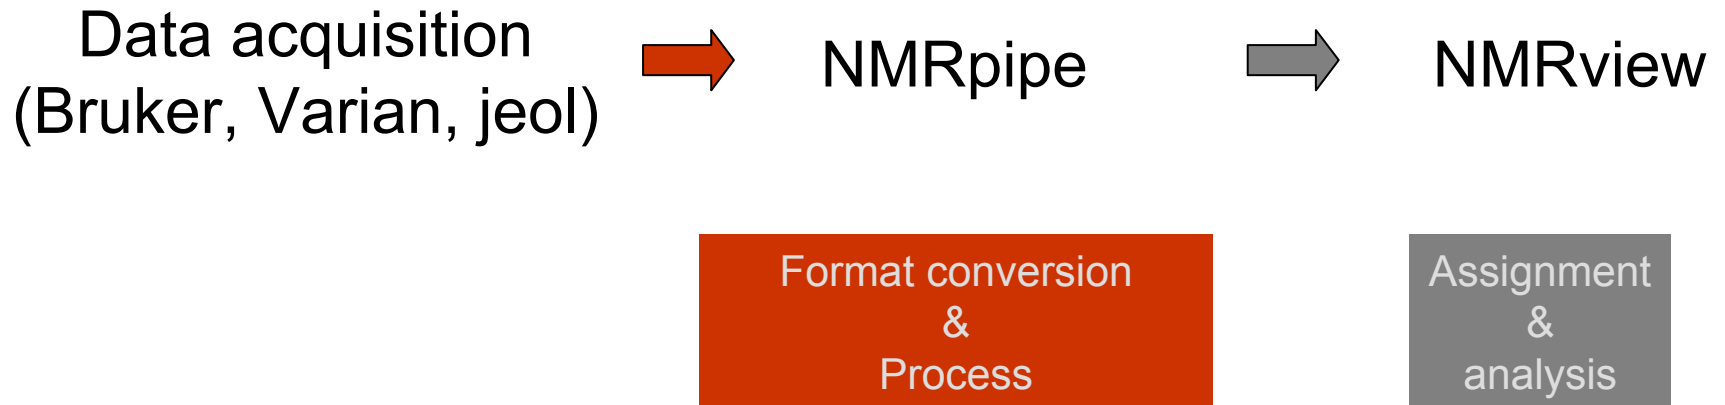 Data acquisition
(Bruker, Varian, jeol)
NMRpipe
NMRview
Format conversion
&
Process
Assignment
&
analysis